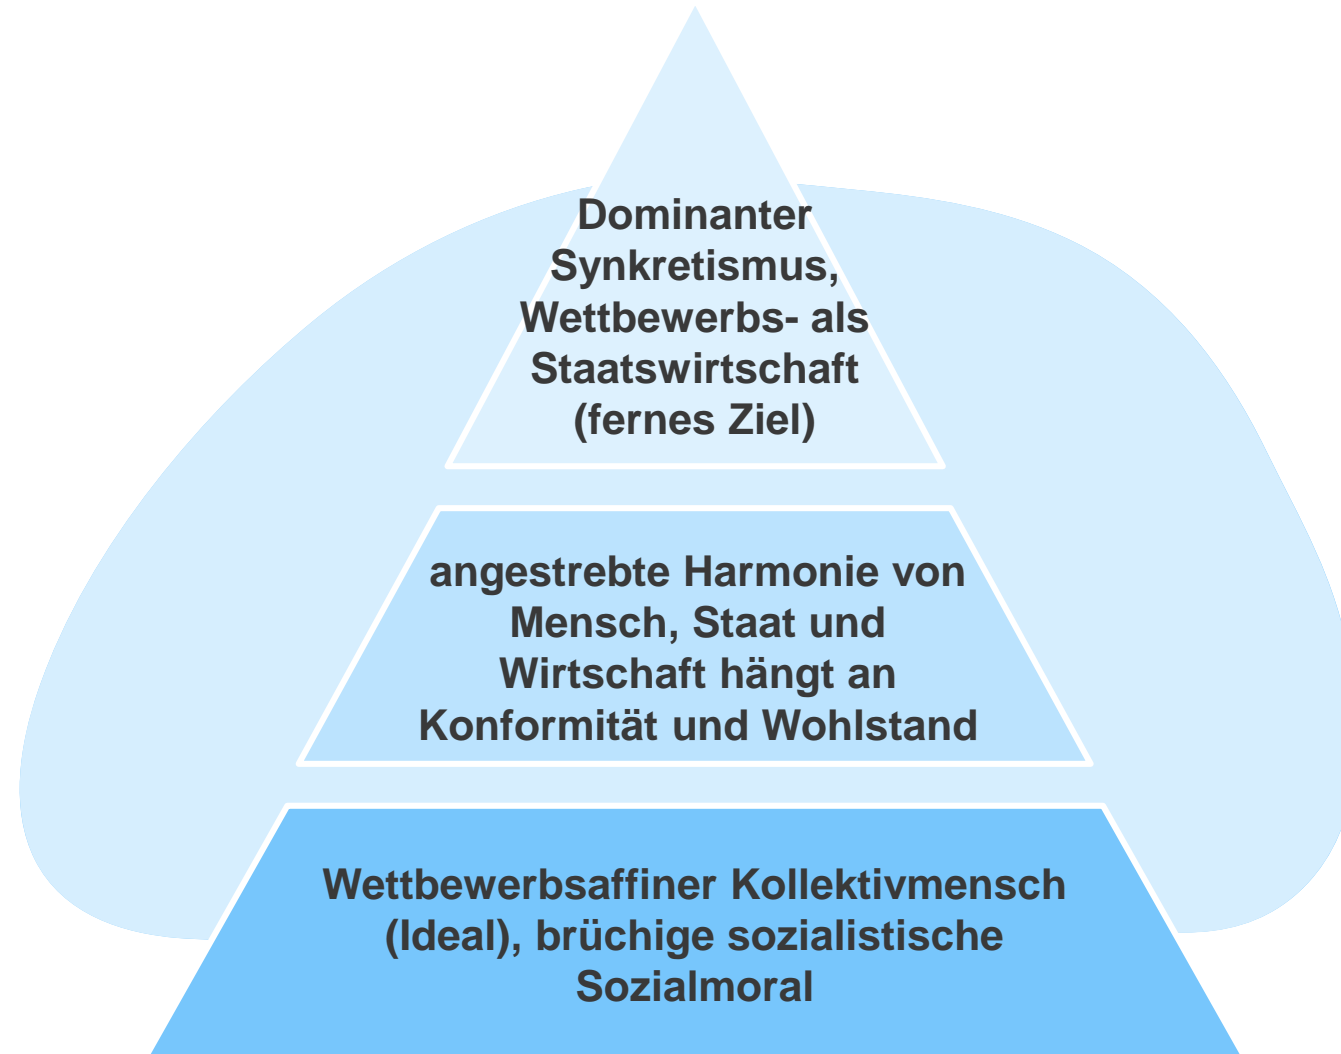 Dominanter
Synkretismus,
Wettbewerbs- als
Staatswirtschaft
(fernes Ziel)
angestrebte Harmonie von
Mensch, Staat und
Wirtschaft hängt an
Konformität und Wohlstand
Wettbewerbsaffiner Kollektivmensch
(Ideal), brüchige sozialistische
Sozialmoral